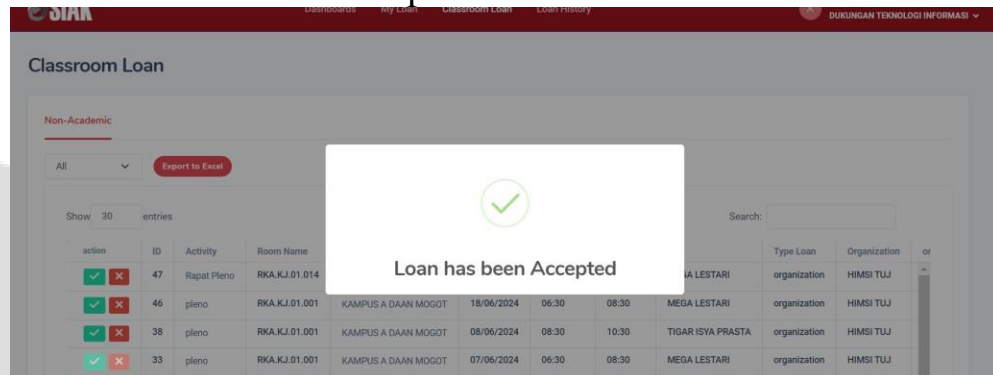 eSIAK Dashboards My Loan Classroom Loan Loan History DUKUNGAN TEKNOLOGI INFORMASI
Classroom Loan
Non-Academic
All Export to Excel
Show 30 entries Search:
action ID Activity Room Name Type Loan Organization or
47 Rapat Pleno RKA.KJ.01.014 LESTARI organization HIMSI TUJ
Loan has been Accepted
46 pleno RKA.KJ.01.001 KAMPUS A DAAN MOGOT 18/06/2024 06:30 08:30 MEGA LESTARI organization HIMSI TUJ
38 pleno RKA.KJ.01.001 KAMPUS A DAAN MOGOT 08/06/2024 08:30 10:30 TIGAR ISYA PRASTA organization HIMSI TUJ
33 pleno RKA.KJ.01.001 KAMPUS A DAAN MOGOT 07/06/2024 06:30 08:30 MEGA LESTARI organization HIMSI TUJ